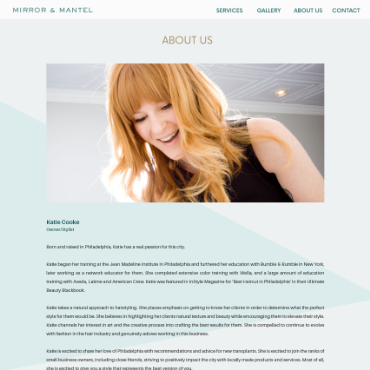 MIRROR & MANTEL
SERVICES GALLERY ABOUT US CONTACT
ABOUT US
Katie Cooke
Owner/Stylist
Born and raised in Philadelphia, Katie has a real passion for this city.
Katie began her training at the Jean Madeline Institute in Philadelphia and furthered her education with Bumble & Bumble in New York,
later working as a network educator for them. She completed extensive color training with Wella, and a large amount of education
training with Aveda, Lakme and American Crew. Katie was featured in InStyle Magazine for 'Best Haircut in Philadelphia' in their Ultimate
Beauty Blackbook.
Katie takes a natural approach to hairstyling. She places emphasis on getting to know her clients in order to determine what the perfect
style for them would be. She believes in highlighting her clients natural texture and beauty while encouraging them to elevate their style.
Katie channels her interest in art and the creative process into crafting the best results for them. She is compelled to continue to evolve
with fashion in the hair industry and genuinely adores working in this business.
Katie is excited to share her love of Philadelphia with recommendations and advice for new transplants. She is excited to join the ranks of
small business owners, including close friends, striving to positively impact the city with locally made products and services. Most of all,
she is excited to give you a style that represents the best version of you.